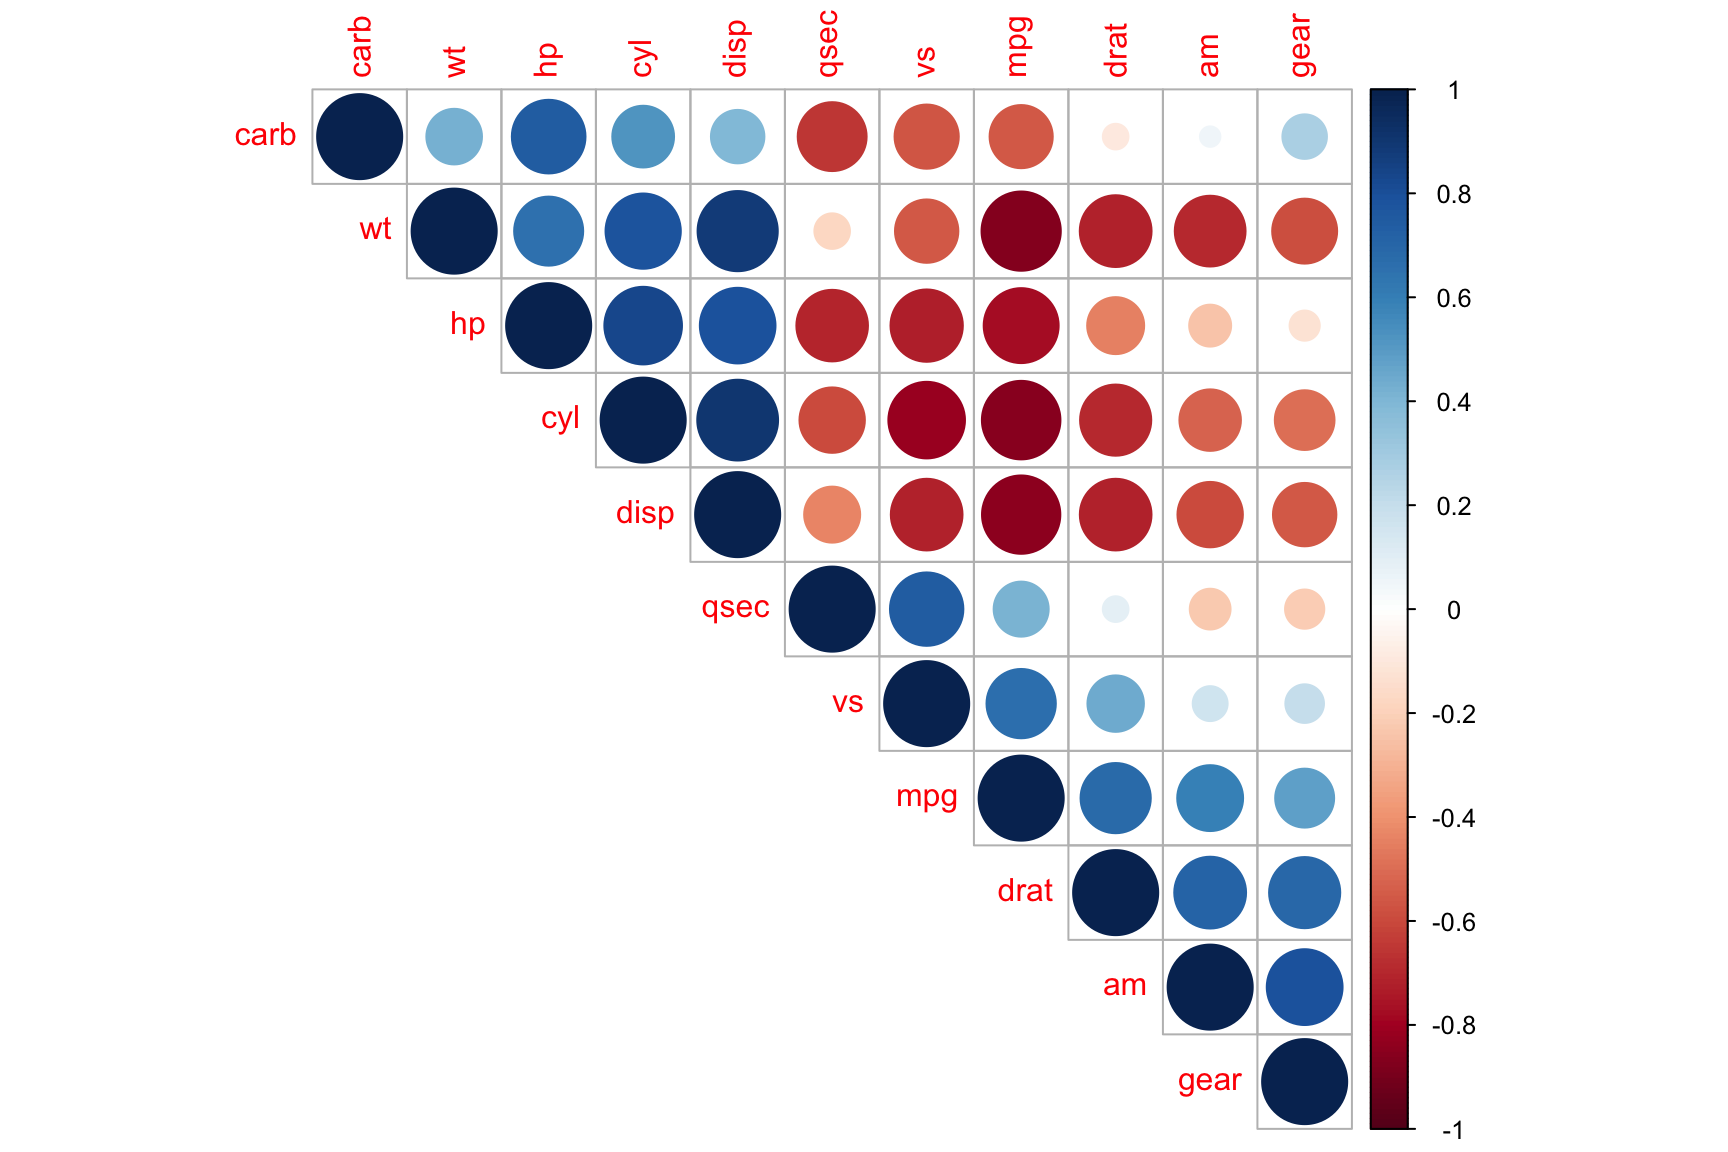 carb wt hp cyl disp qsec vs mpg drat am gear
carb
wt
hp
cyl
disp
qsec
vs
mpg
drat
am
gear
1
0.8
0.6
0.4
0.2
0
-0.2
-0.4
-0.6
-0.8
-1